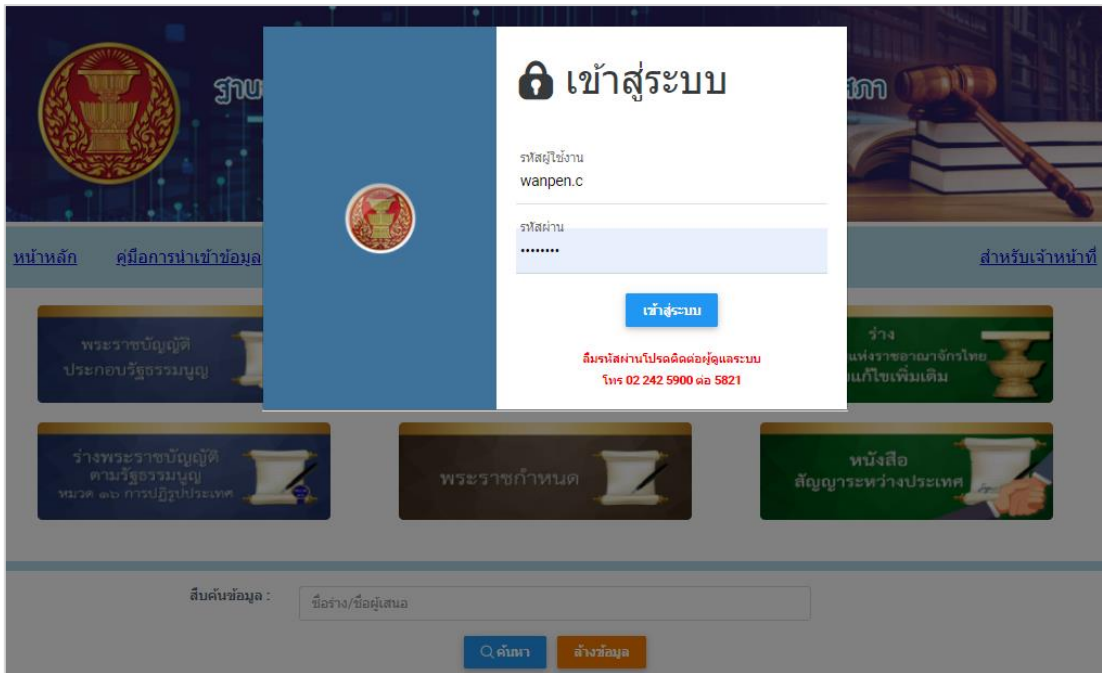 ฐาน
สภา
เข้าสู่ระบบ
รหัสผู้ใช้งาน
wanpen.c
รหัสผ่าน
••••••••
เข้าสู่ระบบ
ลืมรหัสผ่านโปรดติดต่อผู้ดูแลระบบ
โทร 02 242 5900 ต่อ 5821
หน้าหลัก คู่มือการนำเข้าข้อมูล สำหรับเจ้าหน้าที่
พระราชบัญญัติ
ประกอบรัฐธรรมนูญ
ร่าง
แห่งราชอาณาจักรไทย
แก้ไขเพิ่มเติม
ร่างพระราชบัญญัติ
ตามรัฐธรรมนูญ
หมวด ๑๖ การปฏิรูปประเทศ
พระราชกำหนด
หนังสือ
สัญญาระหว่างประเทศ
สืบค้นข้อมูล : ชื่อร่าง/ชื่อผู้เสนอ
ค้นหา ล้างข้อมูล